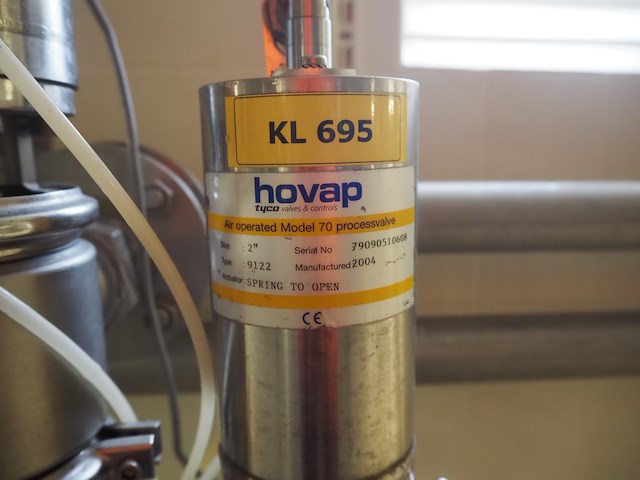 KL 695
hovap
tyco valves & controls
Air operated Model 70 processvalve
Size : 2" Serial No 79090510608
Type : 9122 Manufactured 2004
Actuator: SPRING TO OPEN
CE